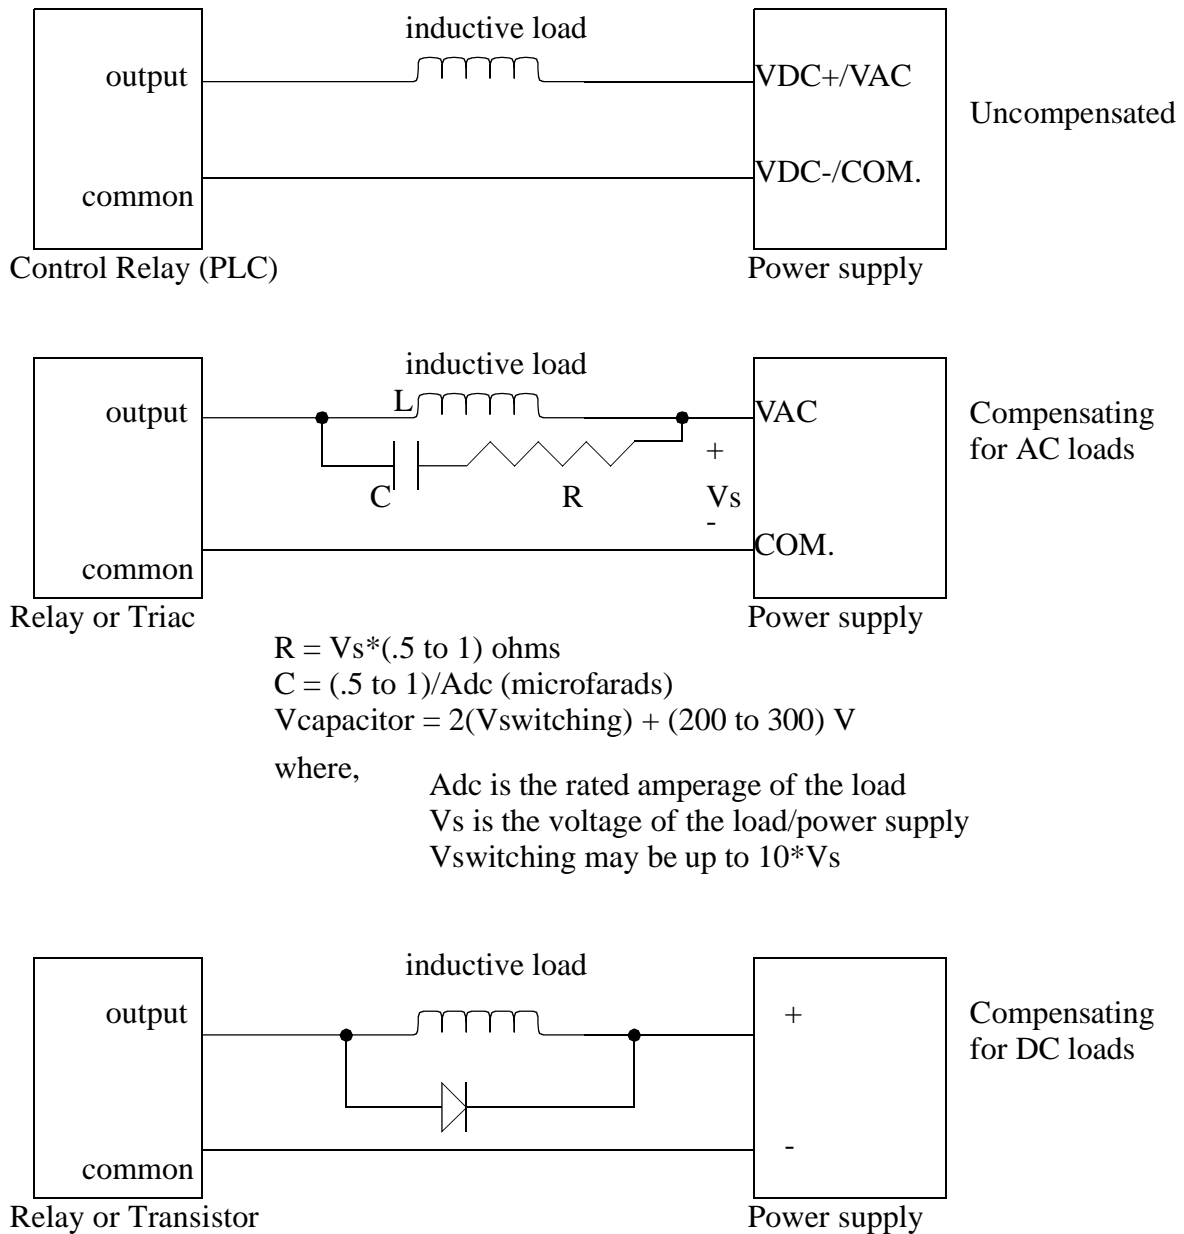 inductive load
output
VDC+/VAC
Uncompensated
VDC-/COM.
common
Control Relay (PLC)
Power supply
inductive load
L
output
VAC
Compensating
for AC loads
+
C
R
Vs
-
COM.
common
Relay or Triac
Power supply
R = Vs*(.5 to 1) ohms
C = (.5 to 1)/Adc (microfarads)
Vcapacitor = 2(Vswitching) + (200 to 300) V
where,
Adc is the rated amperage of the load
Vs is the voltage of the load/power supply
Vswitching may be up to 10*Vs
inductive load
output
+
Compensating
for DC loads
-
common
Relay or Transistor
Power supply